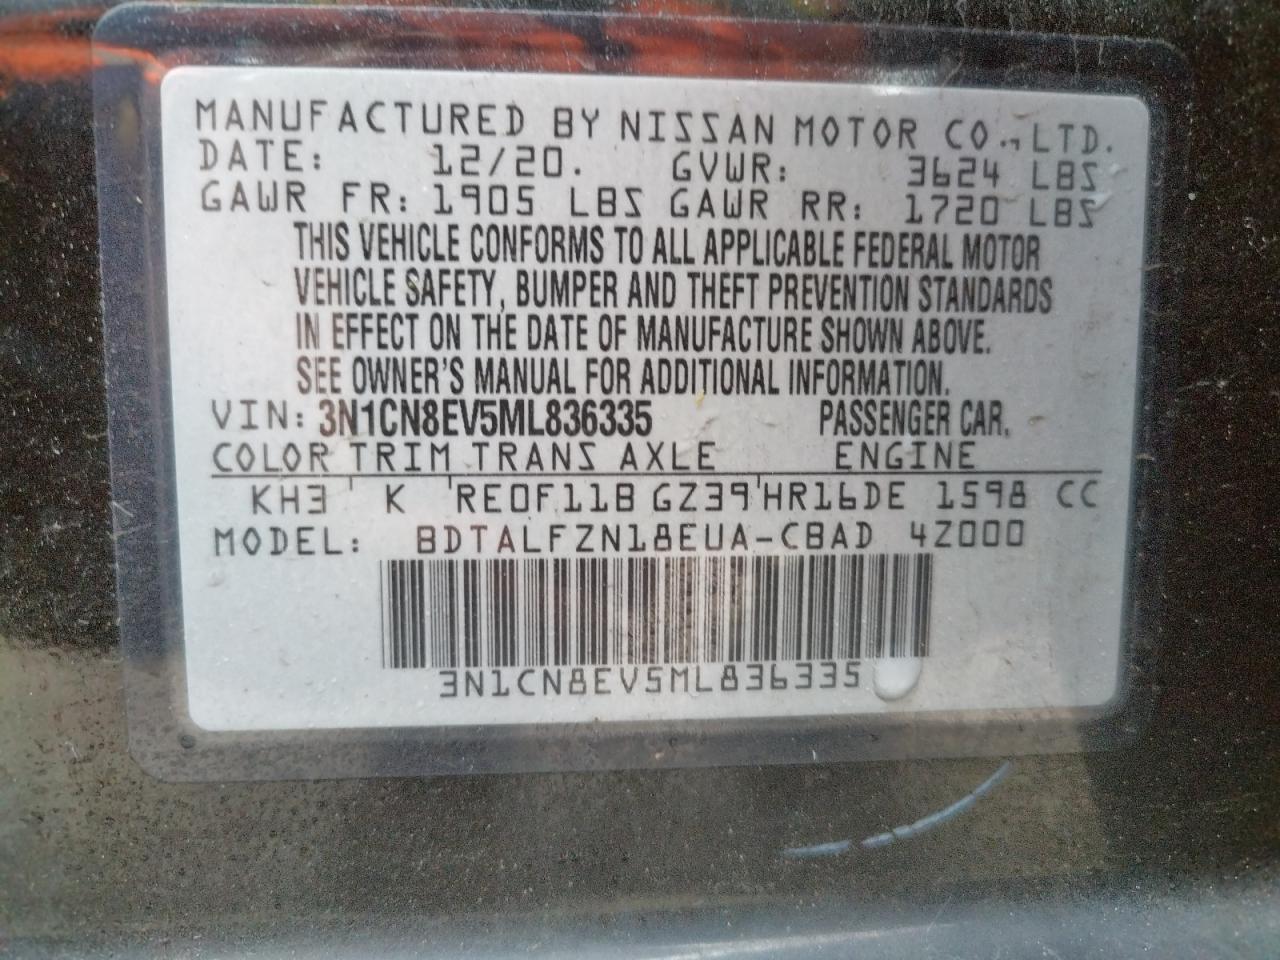 MANUFACTURED BY NISSAN MOTOR CO., LTD.
DATE: 12/20. GVWR: 3624 LBS
GAWR FR: 1905 LBS GAWR RR: 1720 LBS
THIS VEHICLE CONFORMS TO ALL APPLICABLE FEDERAL MOTOR
VEHICLE SAFETY, BUMPER AND THEFT PREVENTION STANDARDS
IN EFFECT ON THE DATE OF MANUFACTURE SHOWN ABOVE.
SEE OWNER'S MANUAL FOR ADDITIONAL INFORMATION.
VIN: 3N1CN8EV5ML836335 PASSENGER CAR.
COLOR TRIM TRANS AXLE ENGINE
KH3 K RE0F11B GZ39 HR16DE 1598 CC
MODEL: BDTALFZN18EUA-CBAD 4Z000
3N1CN8EV5ML836335